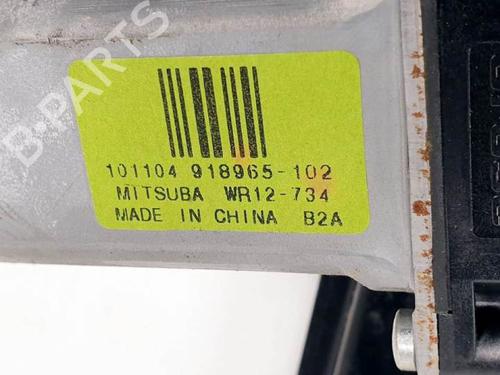 B-PARTS
101104 918965-102
MITSUBA WR12-734
MADE IN CHINA B2A